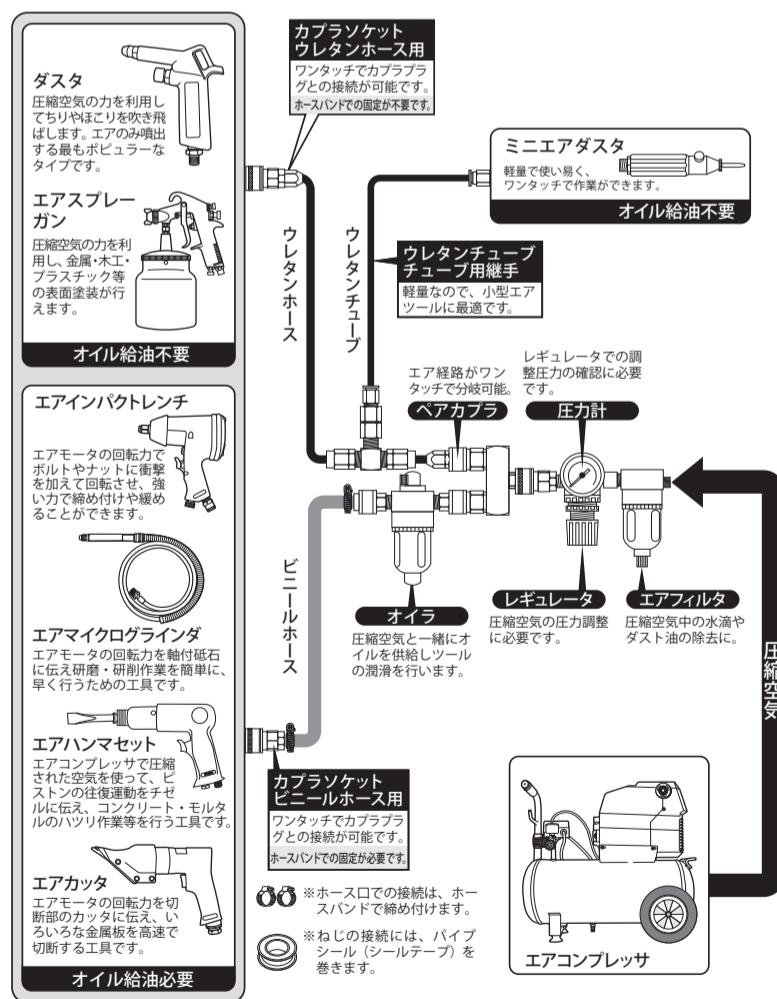 ダスタ
圧縮空気の力を利用し
てちりやほこりを吹き飛
ばします。エアのみ噴出
する最もポピュラーな
タイプです。
エアスプレー
ガン
圧縮空気の力を利
用し、金属・木工・
プラスチック等
の表面塗装が行
えます。
オイル給油不要
エアインパクトレンチ
エアモータの回転力で
ボルトやナットに衝撃
を加えて回転させ、強
い力で締め付けや緩め
ることができます。
エアマイクログラインダ
エアモータの回転力を軸付砥石
に伝え研磨・研削作業を簡単に、
早く行うための工具です。
エアハンマセット
エアコンプレッサで圧縮
された空気を使って、ピ
ストンの往復運動をチゼ
ルに伝え、コンクリート・モルタ
ルのハツリ作業等を行う工具です。
エアカッタ
エアモータの回転力を切
断部のカッタに伝え、い
ろいろな金属板を高速で
切断する工具です。
オイル給油必要
カプラソケット
ウレタンホース用
ワンタッチでカプラプラ
グとの接続が可能です。
ホースバンドでの固定が不要です。
ミニエアダスタ
軽量で使い易く、
ワンタッチで作業ができます。
オイル給油不要
ウレタンホース
ウレタンチューブ
ウレタンチューブ
チューブ用継手
軽量なので、小型エア
ツールに最適です。
エア経路がワン
タッチで分岐可能。
ペアカプラ
レギュレータでの調
整圧力の確認に必要
です。
圧力計
ビニールホース
オイラ
圧縮空気と一緒にオ
イルを供給しツール
の潤滑を行います。
レギュレータ
圧縮空気の圧力調整
に必要です。
エアフィルタ
圧縮空気中の水滴や
ダスト油の除去に。
圧縮空気
カプラソケット
ビニールホース用
ワンタッチでカプラプラ
グとの接続が可能です。
ホースバンドでの固定が必要です。
※ホース口での接続は、ホー
スバンドで締め付けます。
※ねじの接続には、パイプ
シール（シールテープ）を
巻きます。
エアコンプレッサ